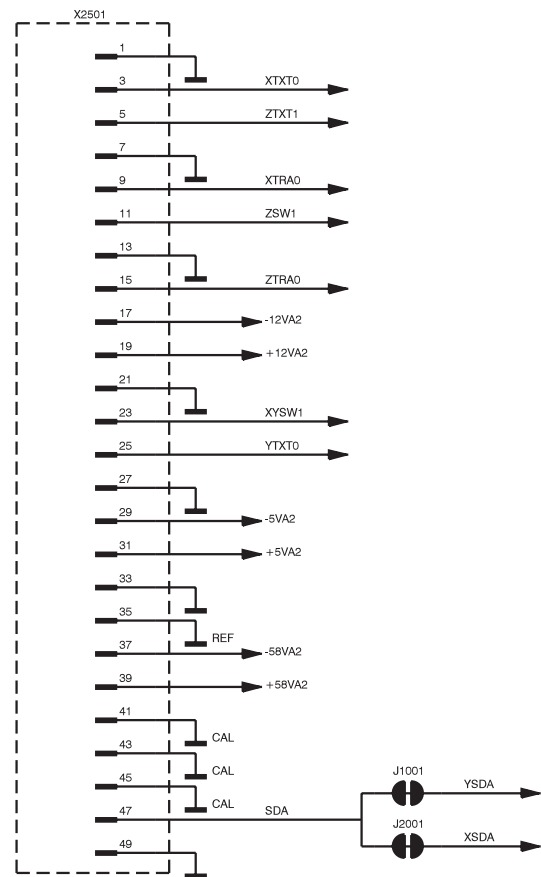 X2501
1
3 XTXT0
5 ZTXT1
7
9 XTRA0
11 ZSW1
13
15 ZTRA0
17 -12VA2
19 +12VA2
21
23 XYSW1
25 YTXT0
27
29 -5VA2
31 +5VA2
33
35 REF
37 -58VA2
39 +58VA2
41 CAL
43 CAL
45 CAL
J1001 YSDA
47 SDA
J2001 XSDA
49